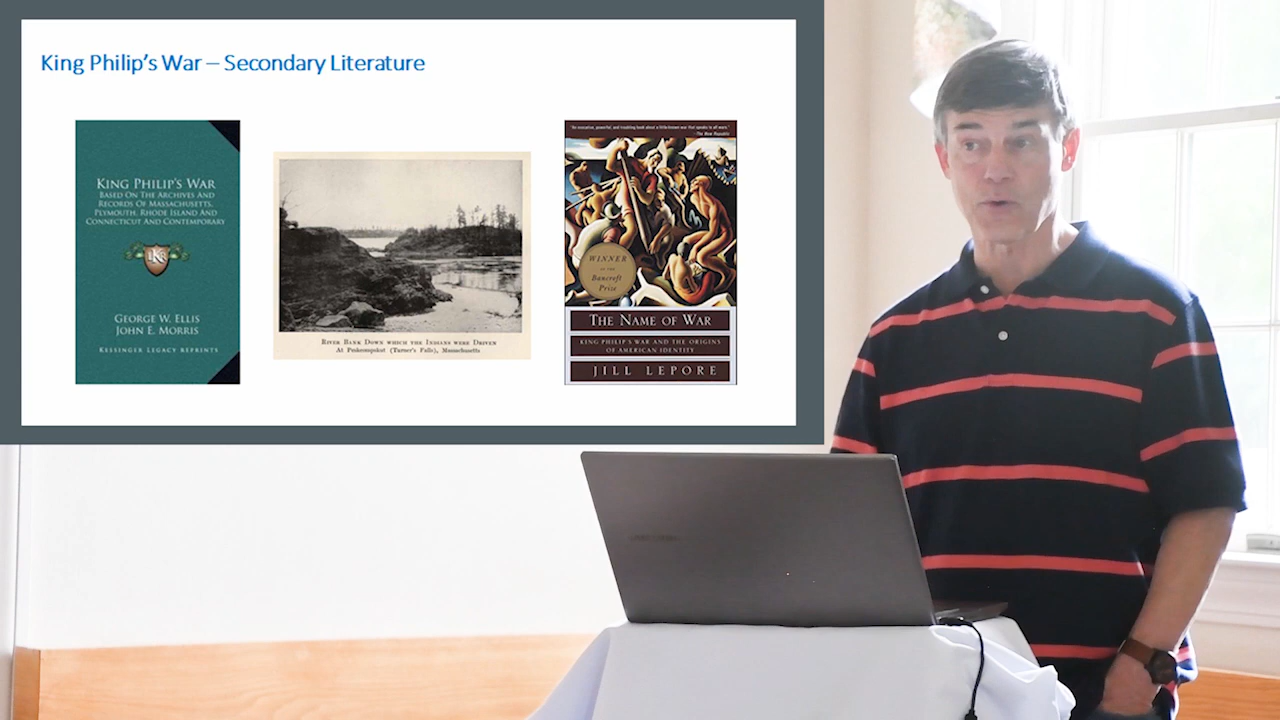 King Philip's War – Secondary Literature
KING PHILIP'S WAR
BASED ON THE ARCHIVES AND
RECORDS OF MASSACHUSETTS,
PLYMOUTH, RHODE ISLAND AND
CONNECTICUT AND CONTEMPORARY
GEORGE W. ELLIS
JOHN E. MORRIS
KESSINGER LEGACY REPRINTS
RIVER BANK DOWN WHICH THE INDIANS WERE DRIVEN
At Peskeompskut (Turner's Falls), Massachusetts
WINNER
OF THE
Bancroft
Prize
THE NAME OF WAR
KING PHILIP'S WAR AND THE ORIGINS
OF AMERICAN IDENTITY
JILL LEPORE